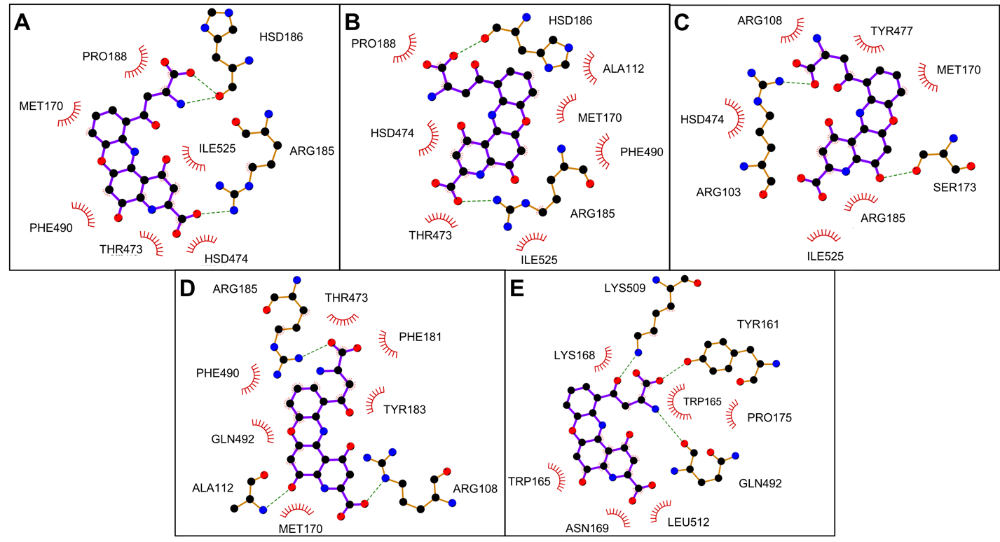 A
HSD186
PRO188
MET170
ILE525
ARG185
PHE490
THR473
HSD474
B
HSD186
PRO188
ALA112
MET170
HSD474
PHE490
ARG185
THR473
ILE525
C
ARG108
TYR477
MET170
HSD474
ARG103
SER173
ARG185
ILE525
D
ARG185
THR473
PHE181
PHE490
TYR183
GLN492
ALA112
ARG108
MET170
E
LYS509
TYR161
LYS168
TRP165
PRO175
TRP165
GLN492
ASN169
LEU512